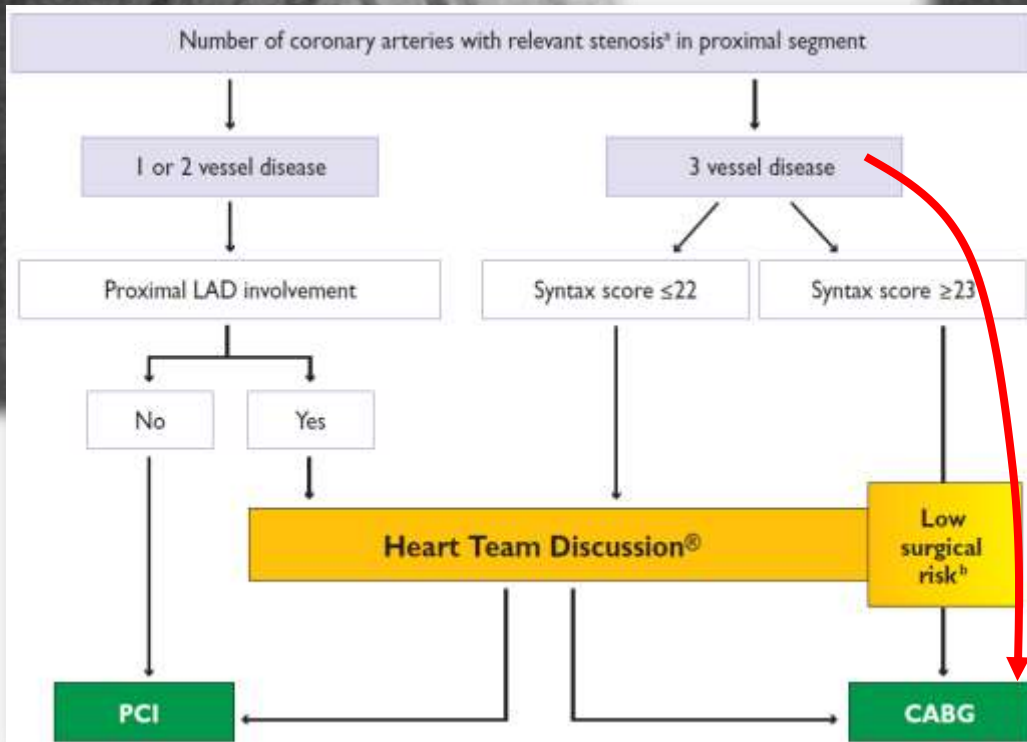 Number of coronary arteries with relevant stenosisᵃ in proximal segment
1 or 2 vessel disease
3 vessel disease
Proximal LAD involvement
Syntax score ≤22
Syntax score ≥23
No
Yes
Heart Team Discussion®
Low
surgical
riskᵇ
PCI
CABG